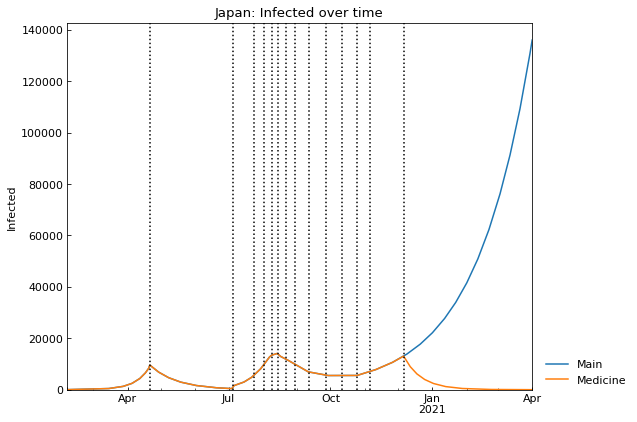 Japan: Infected over time
140000
120000
100000
80000
60000
40000
20000
0
Infected
Apr
Jul
Oct
Jan
2021
Apr
Main
Medicine